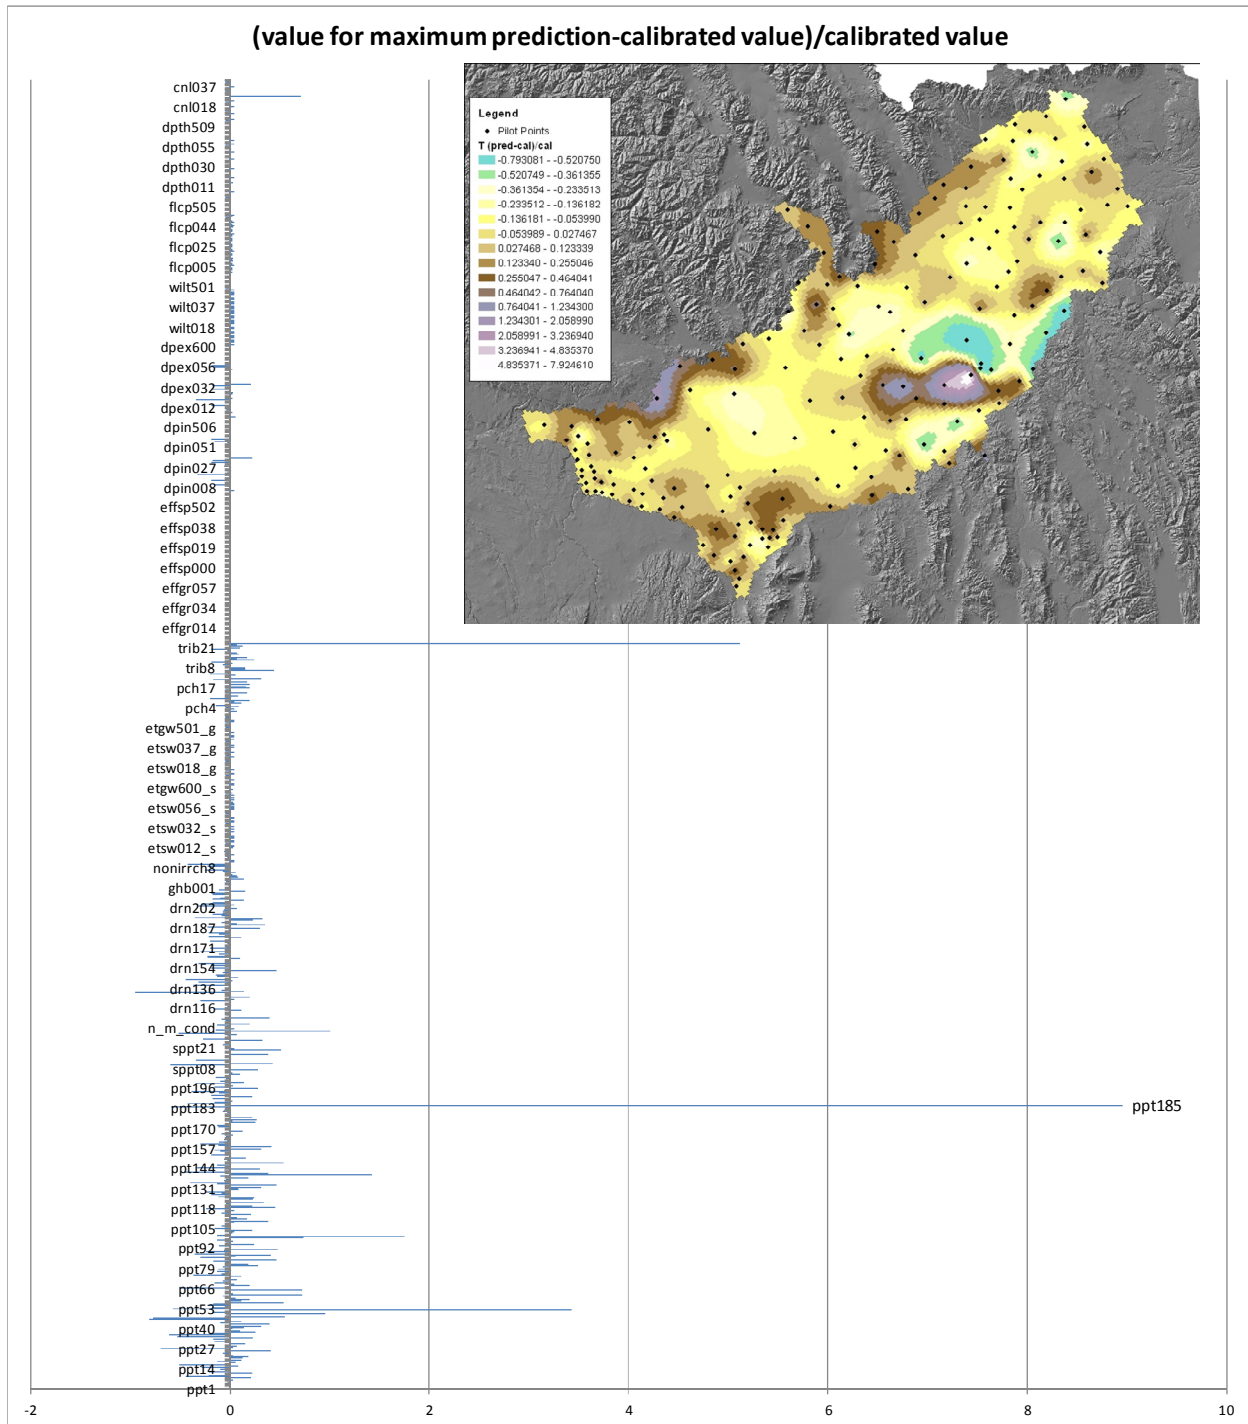 (value for maximum prediction-calibrated value)/calibrated value
Legend
Pilot Points
T (pred-cal)/cal
-0.793081 - -0.520750
-0.520749 - -0.361355
-0.361354 - -0.233513
-0.233512 - -0.136182
-0.136181 - -0.053990
-0.053989 - 0.027467
0.027468 - 0.123339
0.123340 - 0.255046
0.255047 - 0.464041
0.464042 - 0.764040
0.764041 - 1.234300
1.234301 - 2.058990
2.058991 - 3.236940
3.236941 - 4.835370
4.835371 - 7.924610
cnl037
cnl018
dpth509
dpth055
dpth030
dpth011
flcp505
flcp044
flcp025
flcp005
wilt501
wilt037
wilt018
dpex600
dpex056
dpex032
dpex012
dpin506
dpin051
dpin027
dpin008
effsp502
effsp038
effsp019
effsp000
effgr057
effgr034
effgr014
trib21
trib8
pch17
pch4
etgw501_g
etsw037_g
etsw018_g
etgw600_s
etsw056_s
etsw032_s
etsw012_s
nonirrch8
ghb001
drn202
drn187
drn171
drn154
drn136
drn116
n_m_cond
sppt21
sppt08
ppt196
ppt183
ppt185
ppt170
ppt157
ppt144
ppt131
ppt118
ppt105
ppt92
ppt79
ppt66
ppt53
ppt40
ppt27
ppt14
ppt1
-2 0 2 4 6 8 10